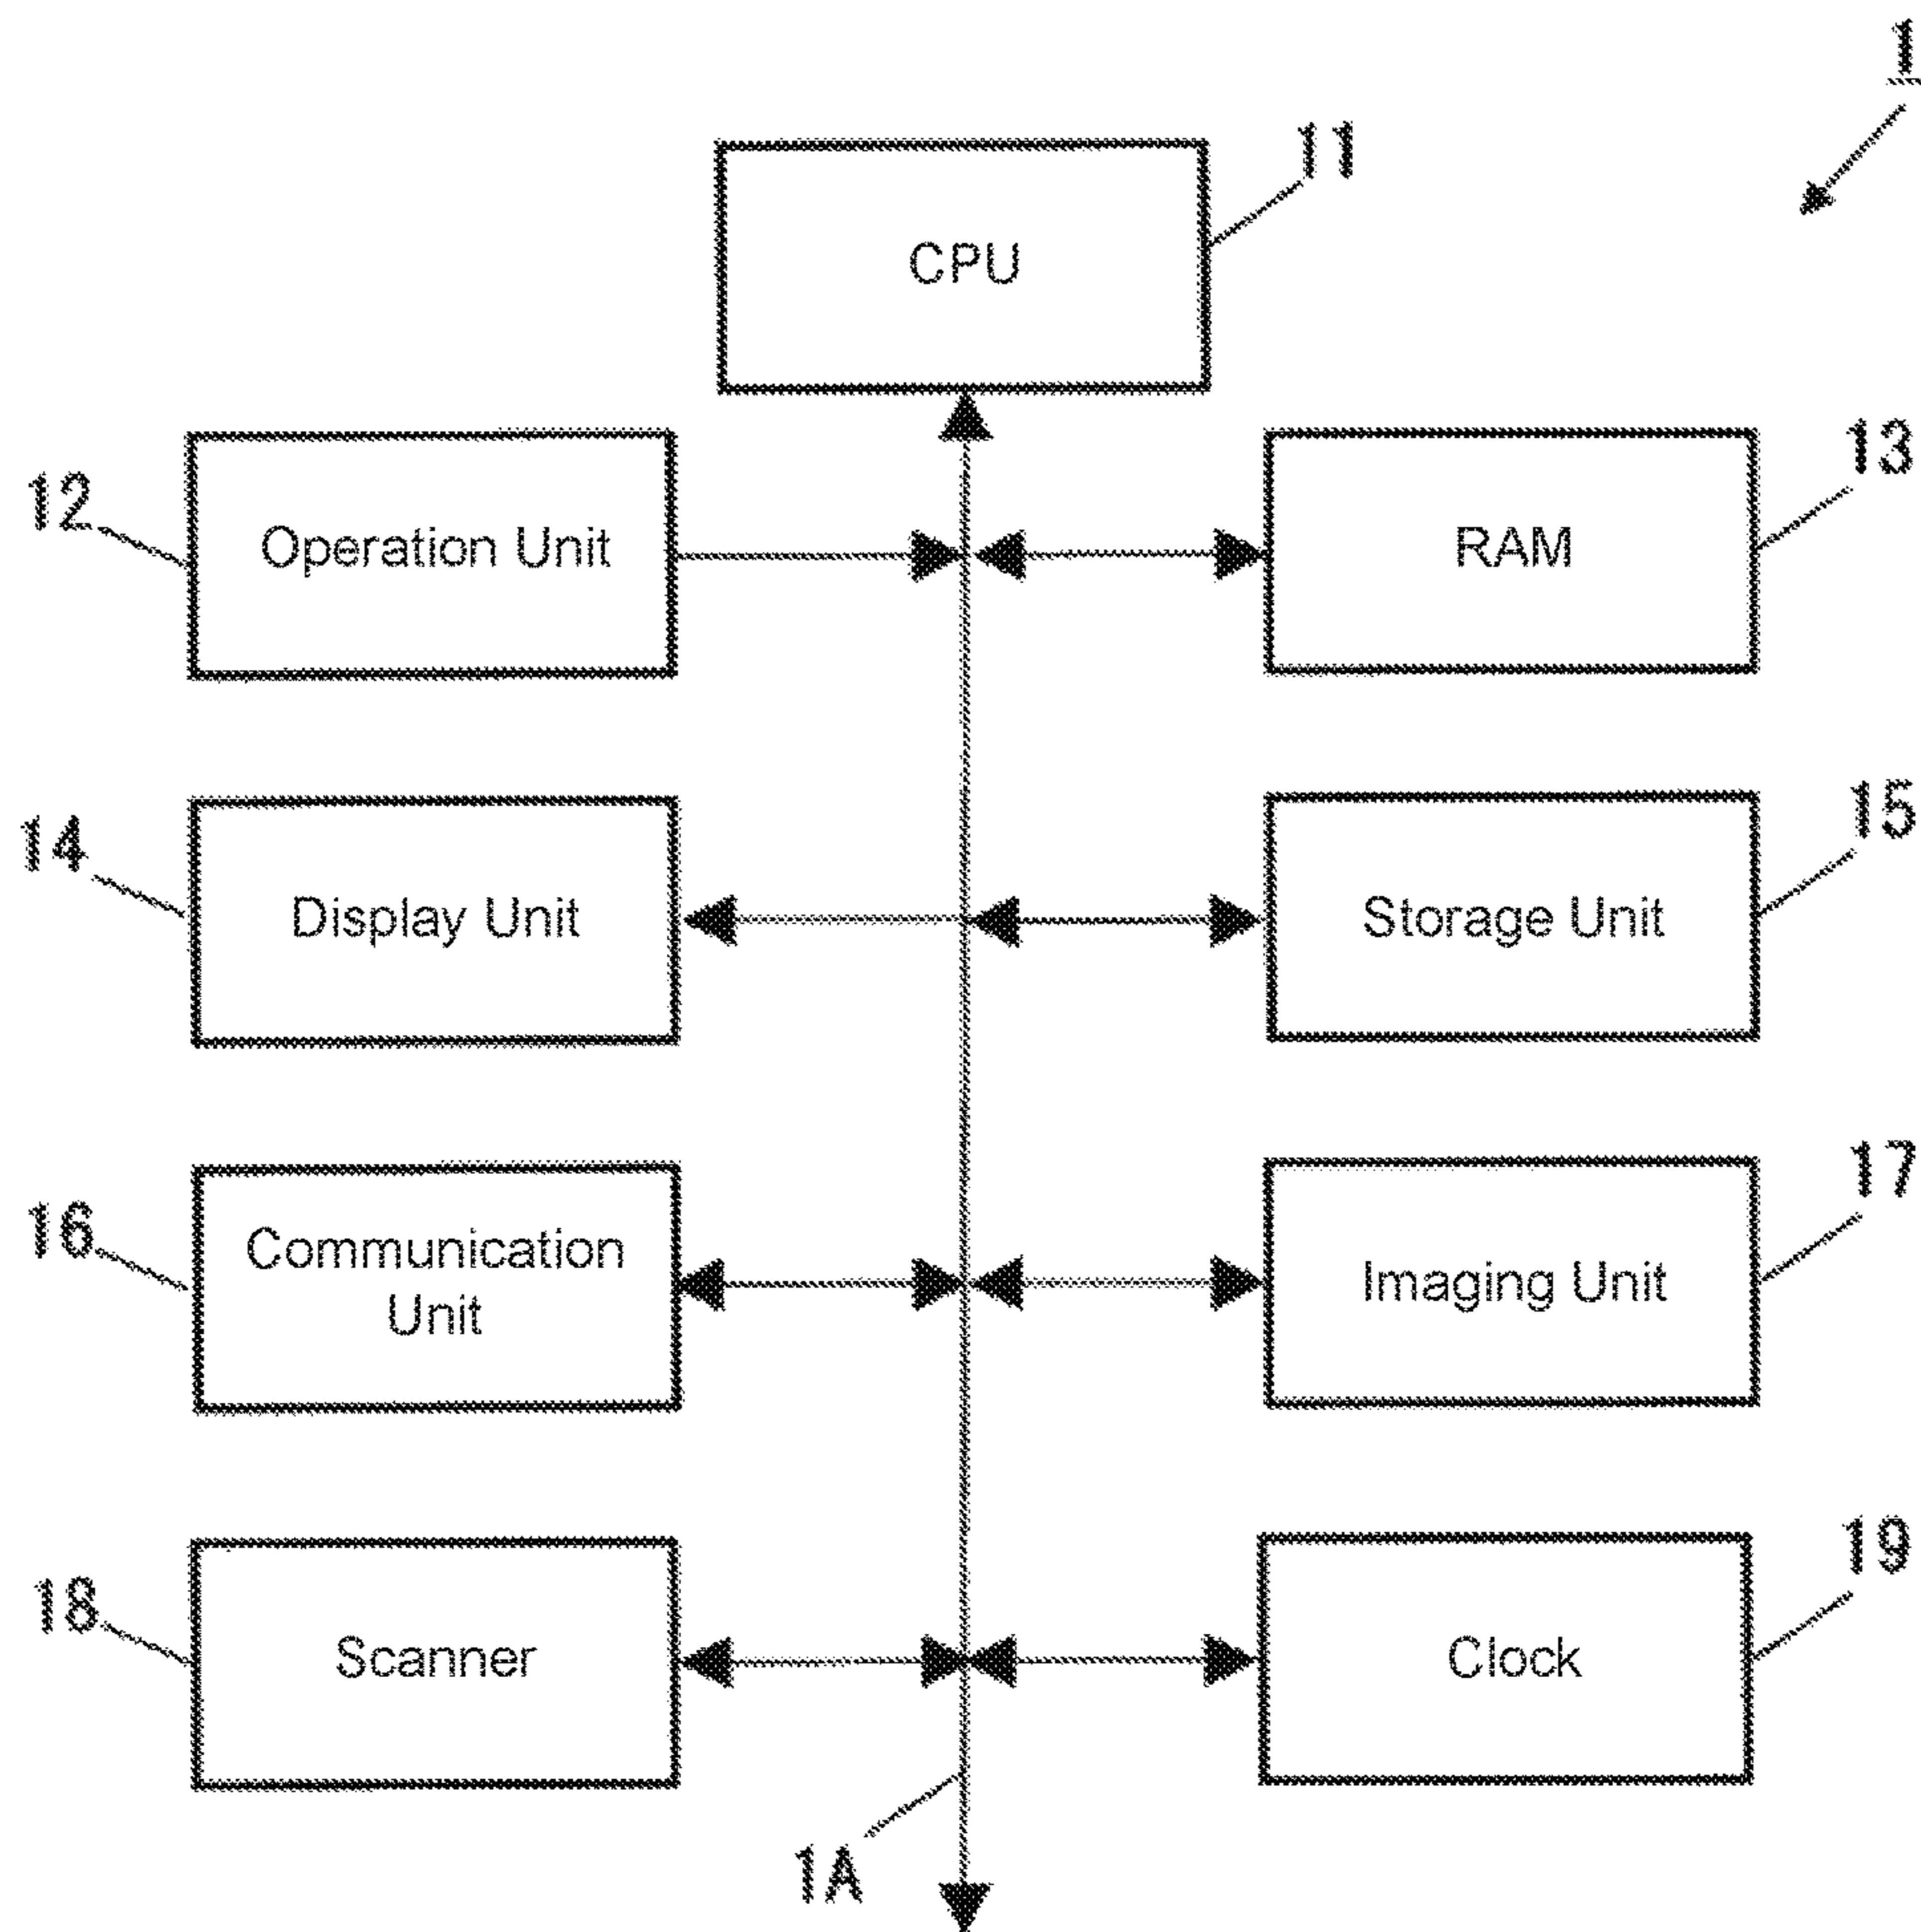 1
11
CPU
12
Operation Unit
RAM
13
14
Display Unit
Storage Unit
15
16
Communication
Unit
Imaging Unit
17
18
Scanner
Clock
19
1A